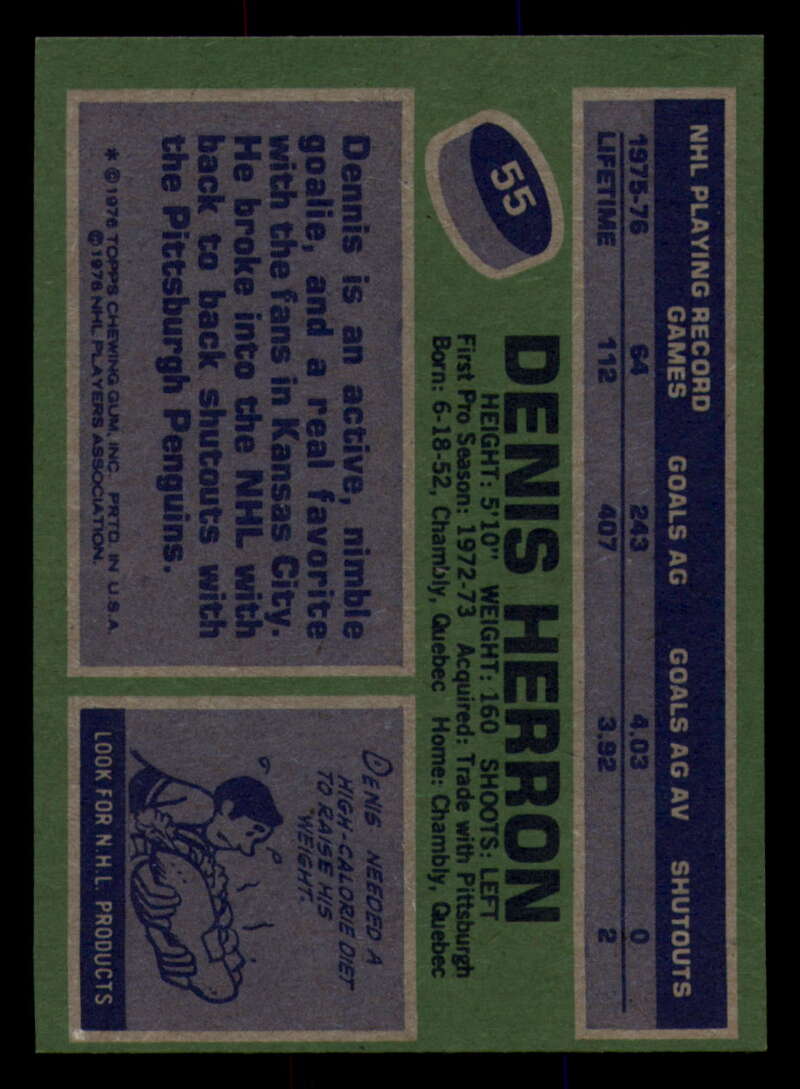 NHL PLAYING RECORD
GAMES GOALS AG GOALS AG AV SHUTOUTS
1975-76 64 243 4.03 0
LIFETIME 112 407 3.92 2
55
DENIS HERRON
HEIGHT: 5'10" WEIGHT: 160 SHOOTS: LEFT
First Pro Season: 1972-73 Acquired: Trade with Pittsburgh
Born: 6-18-52, Chambly, Quebec Home: Chambly, Quebec
Dennis is an active, nimble
goalie, and a real favorite
with the fans in Kansas City.
He broke into the NHL with
back to back shutouts with
the Pittsburgh Penguins.
* © 1976 TOPPS CHEWING GUM, INC. PRTD. IN U.S.A.
© 1976 NHL PLAYERS ASSOCIATION.
DENIS NEEDED A
HIGH-CALORIE DIET
TO RAISE HIS
WEIGHT.
LOOK FOR N.H.L. PRODUCTS